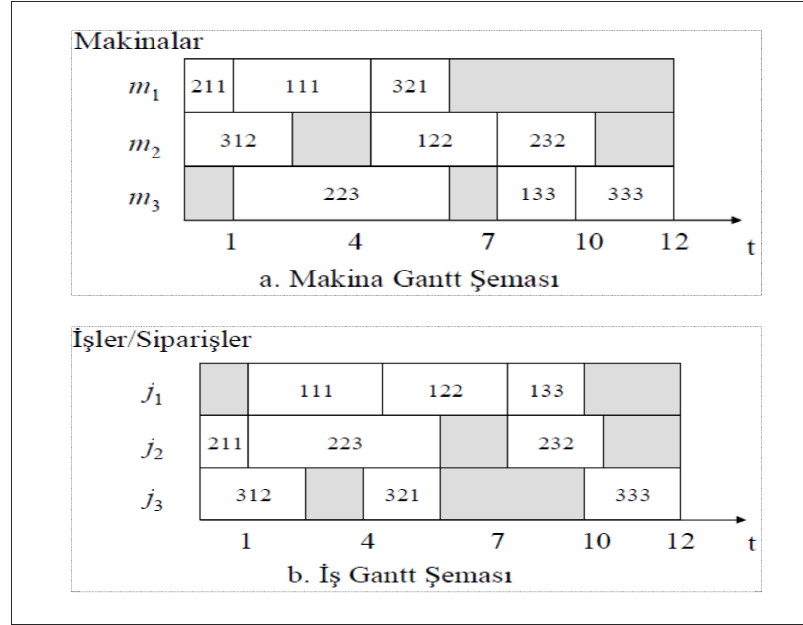 Makinalar
m1 211 111 321
m2 312 122 232
m3 223 133 333
1 4 7 10 12 t
a. Makina Gantt Şeması
İşler/Siparişler
j1 111 122 133
j2 211 223 232
j3 312 321 333
1 4 7 10 12 t
b. İş Gantt Şeması